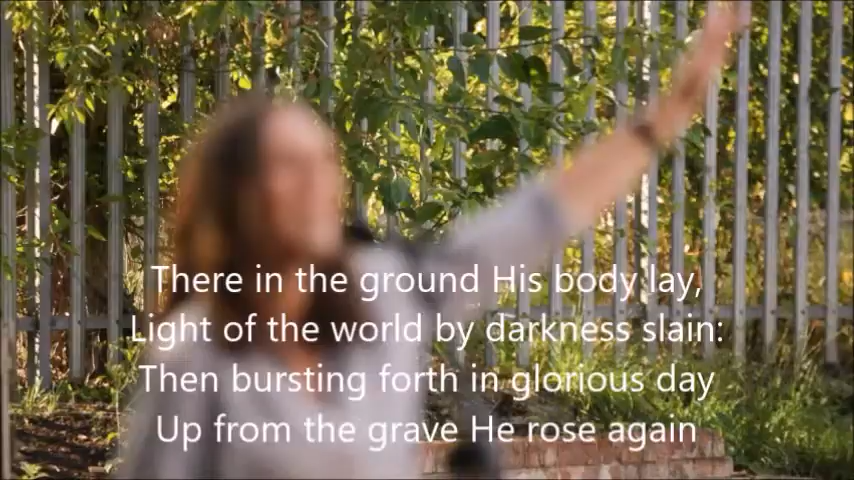 There in the ground His body lay,
Light of the world by darkness slain:
Then bursting forth in glorious day
Up from the grave He rose again